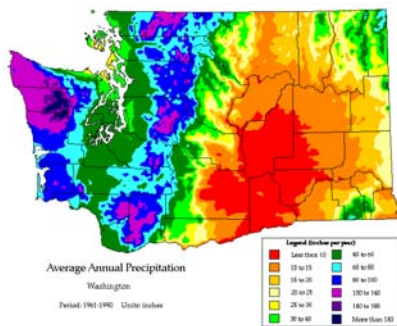 Average Annual Precipitation
Washington
Period: 1961-1990 Units: inches
Legend (inches per year)
Less than 10
10 to 15
15 to 20
20 to 25
25 to 30
30 to 40
40 to 60
60 to 80
80 to 100
100 to 140
140 to 180
More than 180